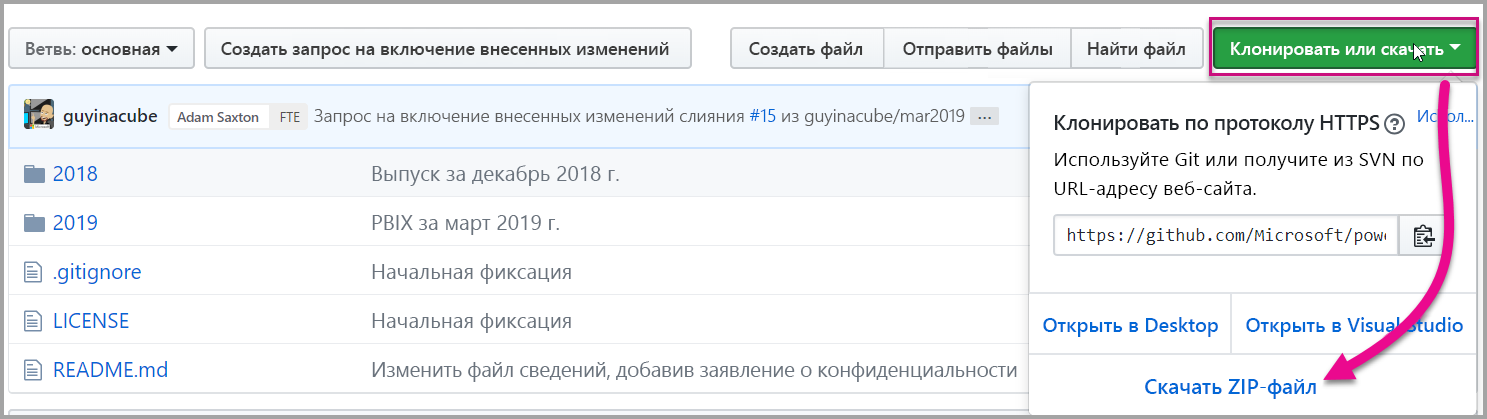 Ветвь: основная
Создать запрос на включение внесенных изменений
Создать файл
Отправить файлы
Найти файл
Клонировать или скачать
guyinacube Adam Saxton FTE Запрос на включение внесенных изменений слияния #15 из guyinacube/mar2019 ...
2018 Выпуск за декабрь 2018 г.
2019 PBIX за март 2019 г.
.gitignore Начальная фиксация
LICENSE Начальная фиксация
README.md Изменить файл сведений, добавив заявление о конфиденциальности
Клонировать по протоколу HTTPS ? Испол...
Используйте Git или получите из SVN по
URL-адресу веб-сайта.
https://github.com/Microsoft/pow
Открыть в Desktop
Открыть в Visual Studio
Скачать ZIP-файл